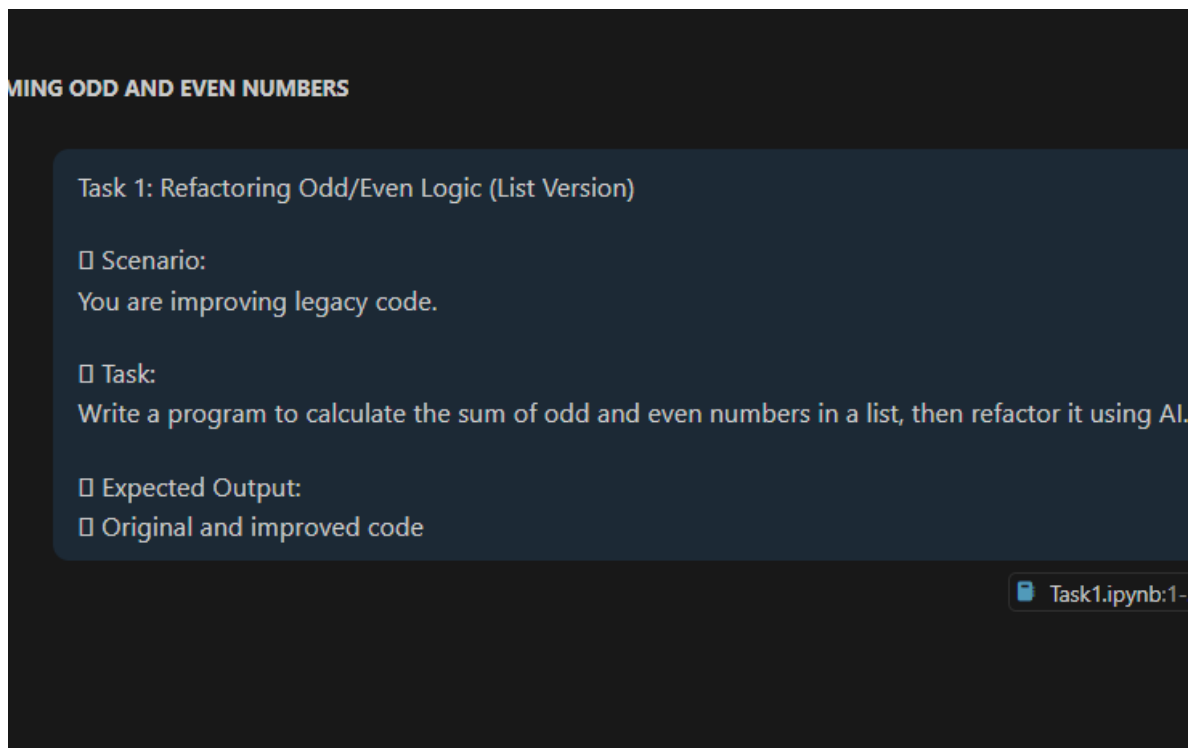 MING ODD AND EVEN NUMBERS
Task 1: Refactoring Odd/Even Logic (List Version)
Scenario:
You are improving legacy code.
Task:
Write a program to calculate the sum of odd and even numbers in a list, then refactor it using AI.
Expected Output:
Original and improved code
Task1.ipynb:1-